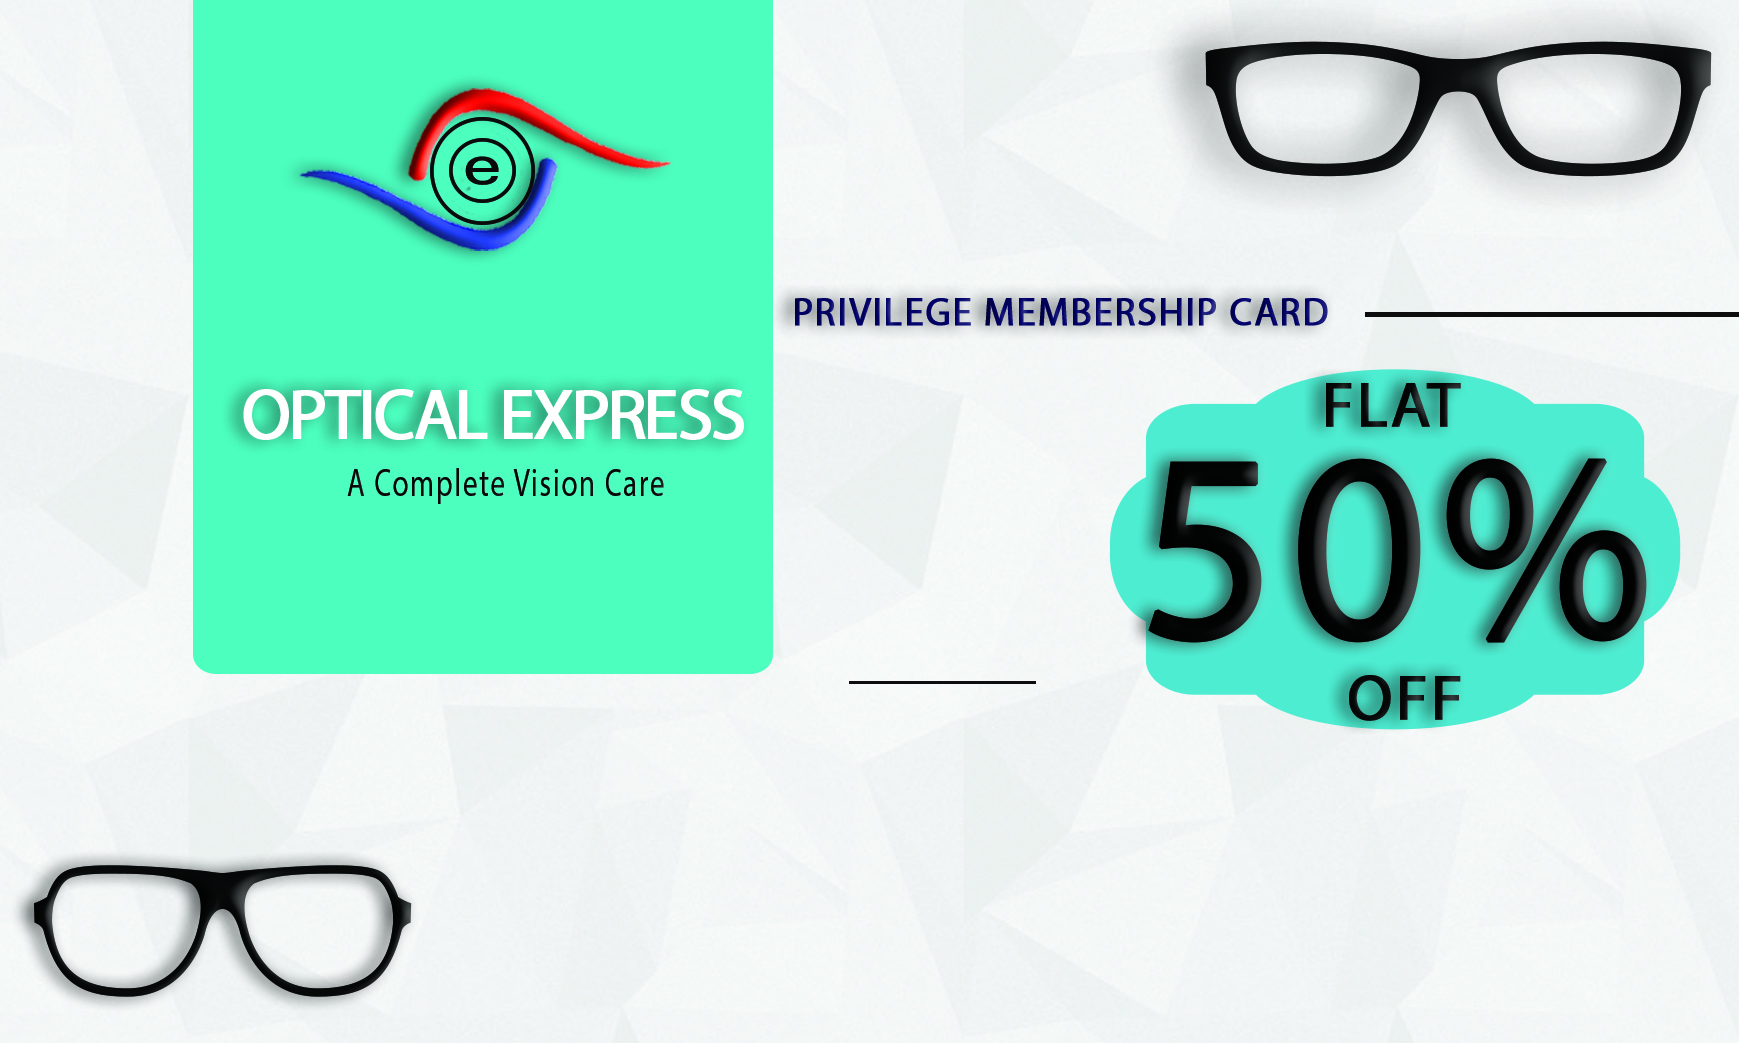 e
OPTICAL EXPRESS
A Complete Vision Care
PRIVILEGE MEMBERSHIP CARD
FLAT
50%
OFF